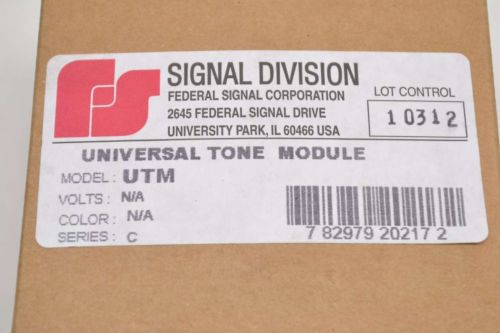 SIGNAL DIVISION
FEDERAL SIGNAL CORPORATION
2645 FEDERAL SIGNAL DRIVE
UNIVERSITY PARK, IL 60466 USA
LOT CONTROL
10312
UNIVERSAL TONE MODULE
MODEL: UTM
VOLTS: N/A
COLOR: N/A
SERIES: C
7 82979 20217 2